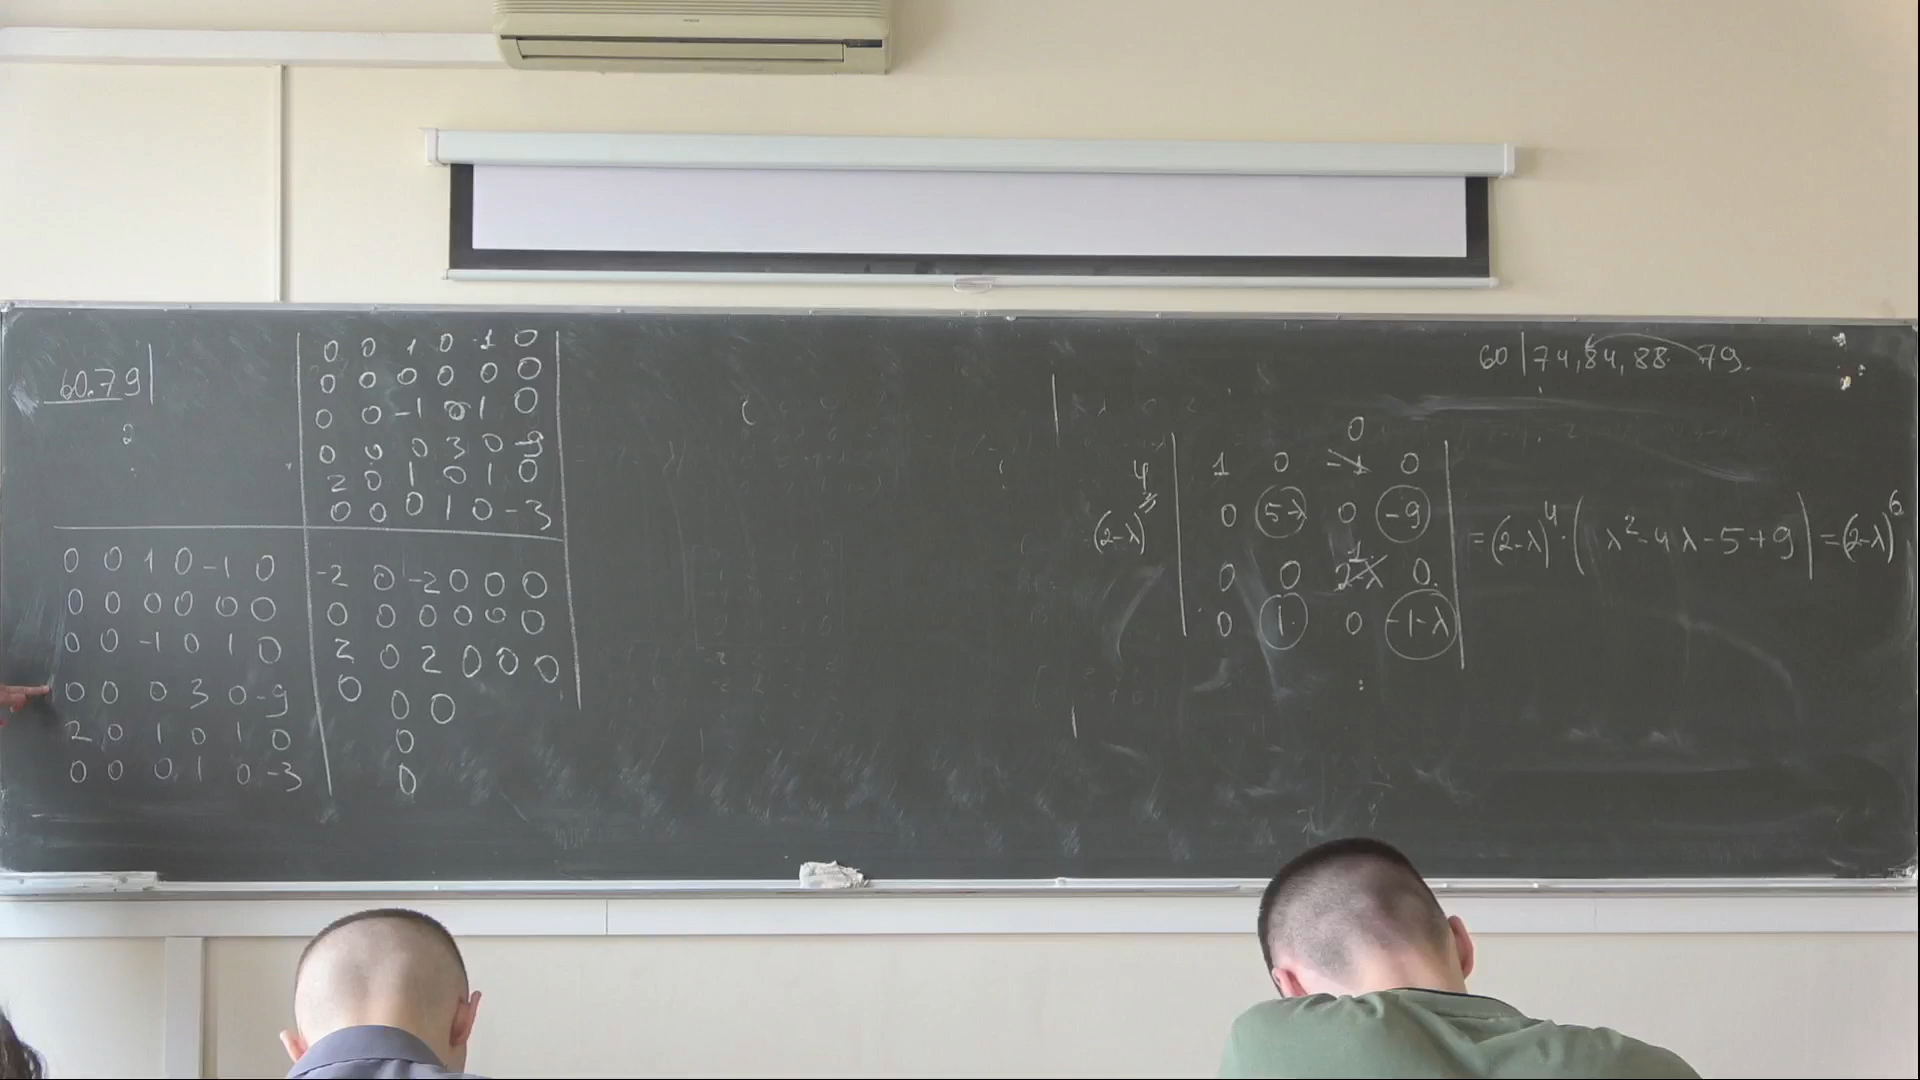 60.79
0 0 1 0 -1 0
0 0 0 0 0 0
0 0 -1 0 1 0
0 0 0 3 0 -9
2 0 1 0 1 0
0 0 0 1 0 -3
0 0 1 0 -1 0 | -2 0 -2 0 0 0
0 0 0 0 0 0 | 0 0 0 0 0 0
0 0 -1 0 1 0 | 2 0 2 0 0 0
0 0 0 3 0 -9 | 0 0 0
2 0 1 0 1 0 | 0
0 0 0 1 0 -3 | 0
60 | 74, 84, 88 79.
0
1 0 -1 0
(2-λ)⁴ 0 5-λ 0 -9 = (2-λ)⁴ · (λ² - 4λ - 5 + 9) = (2-λ)⁶
1
0 0 2-λ 0
0 1 0 -1-λ